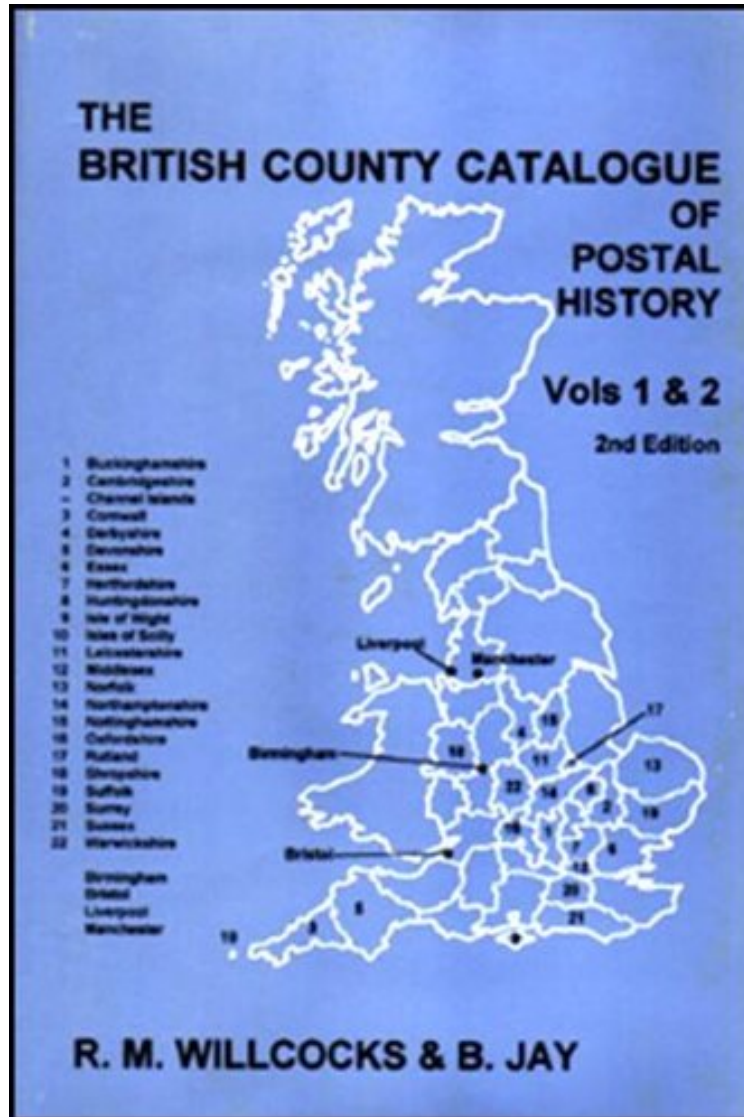 THE
BRITISH COUNTY CATALOGUE
OF
POSTAL
HISTORY
Vols 1 & 2
2nd Edition
1 Buckinghamshire
2 Cambridgeshire
– Channel Islands
3 Cornwall
4 Derbyshire
5 Devonshire
6 Essex
7 Hertfordshire
8 Huntingdonshire
9 Isle of Wight
10 Isles of Scilly
11 Leicestershire
12 Middlesex
13 Norfolk
14 Northamptonshire
15 Nottinghamshire
16 Oxfordshire
17 Rutland
18 Shropshire
19 Suffolk
20 Surrey
21 Sussex
22 Warwickshire
Birmingham
Bristol
Liverpool
Manchester
Liverpool
Manchester
17
4
15
Birmingham
18
11
13
22
14
2
19
16
1
7
6
Bristol
12
20
5
21
10
R. M. WILLCOCKS & B. JAY